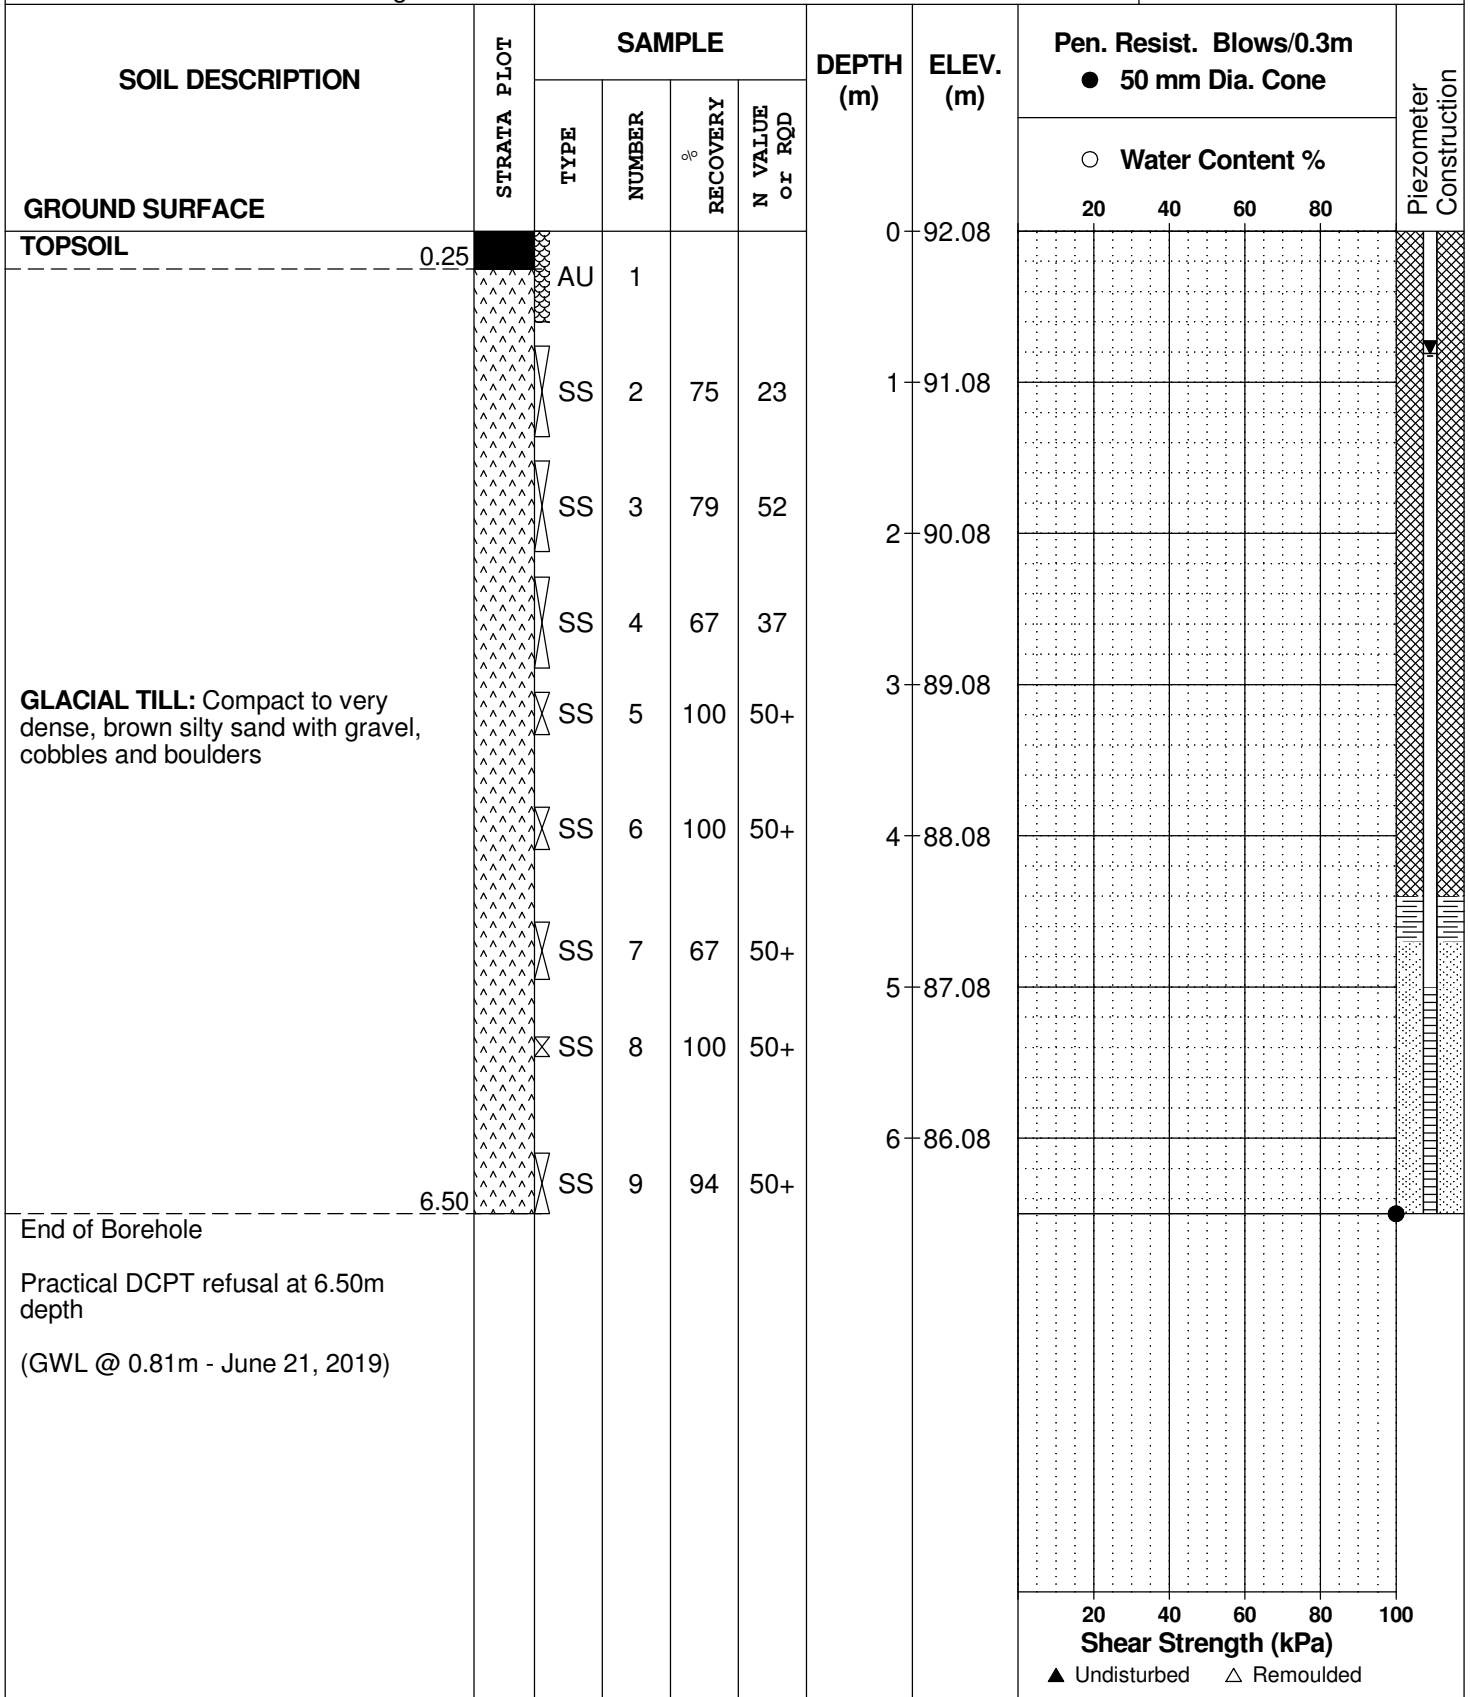 SOIL DESCRIPTION
GROUND SURFACE
STRATA PLOT
SAMPLE
TYPE
NUMBER
% RECOVERY
N VALUE or RQD
DEPTH (m)
ELEV. (m)
Pen. Resist. Blows/0.3m
● 50 mm Dia. Cone
○ Water Content %
20 40 60 80
Piezometer Construction
TOPSOIL
0.25
0 92.08
AU 1
1 91.08
SS 2 75 23
SS 3 79 52
2 90.08
SS 4 67 37
3 89.08
GLACIAL TILL: Compact to very
dense, brown silty sand with gravel,
cobbles and boulders
SS 5 100 50+
SS 6 100 50+
4 88.08
SS 7 67 50+
5 87.08
SS 8 100 50+
6 86.08
SS 9 94 50+
6.50
End of Borehole
Practical DCPT refusal at 6.50m
depth
(GWL @ 0.81m - June 21, 2019)
20 40 60 80 100
Shear Strength (kPa)
▲ Undisturbed △ Remoulded